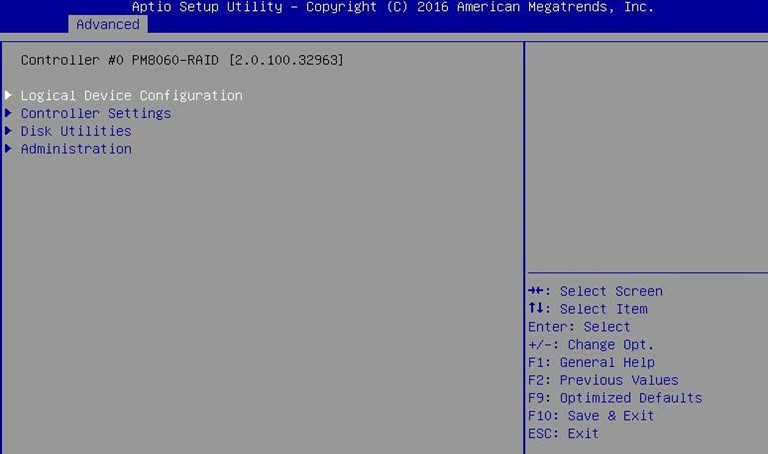 Aptio Setup Utility – Copyright (C) 2016 American Megatrends, Inc.
Advanced
Controller #0 PM8060-RAID [2.0.100.32963]
▶ Logical Device Configuration
▶ Controller Settings
▶ Disk Utilities
▶ Administration
→←: Select Screen
↑↓: Select Item
Enter: Select
+/-: Change Opt.
F1: General Help
F2: Previous Values
F9: Optimized Defaults
F10: Save & Exit
ESC: Exit